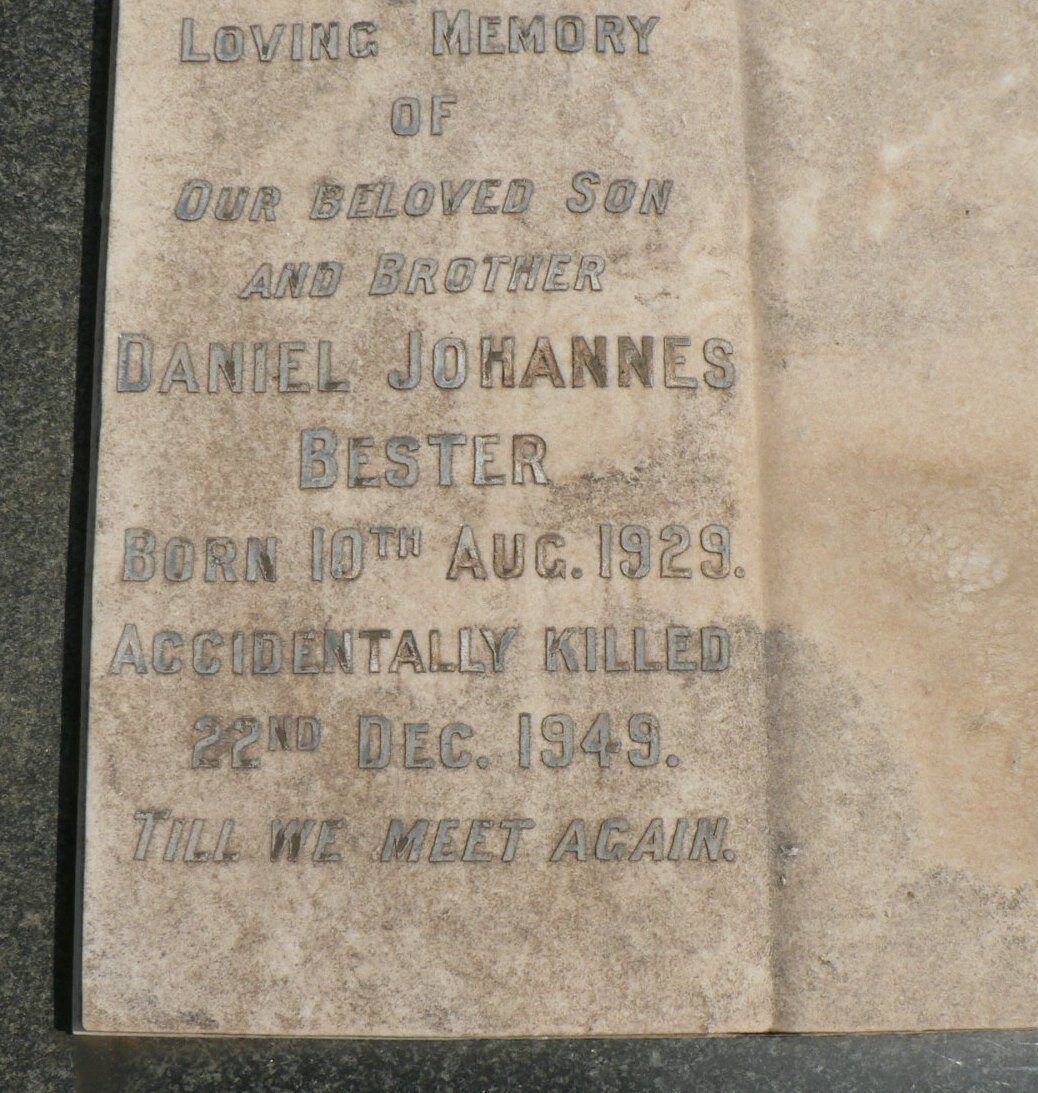 LOVING MEMORY
OF
OUR BELOVED SON
AND BROTHER
DANIEL JOHANNES
BESTER
BORN 10TH AUG. 1929.
ACCIDENTALLY KILLED
22ND DEC. 1949.
TILL WE MEET AGAIN.